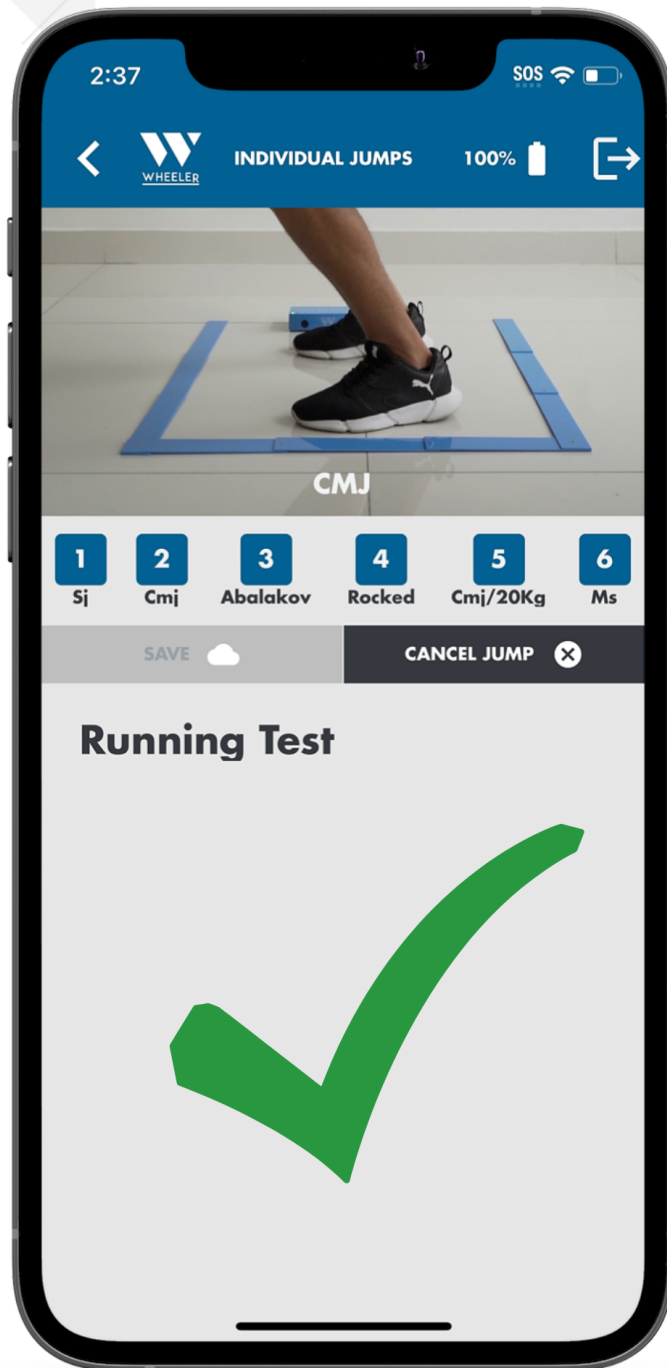 2:37
SOS
WHEELER
INDIVIDUAL JUMPS
100%
CMJ
1 2 3 4 5 6
Sj Cmj Abalakov Rocked Cmj/20Kg Ms
SAVE
CANCEL JUMP
Running Test